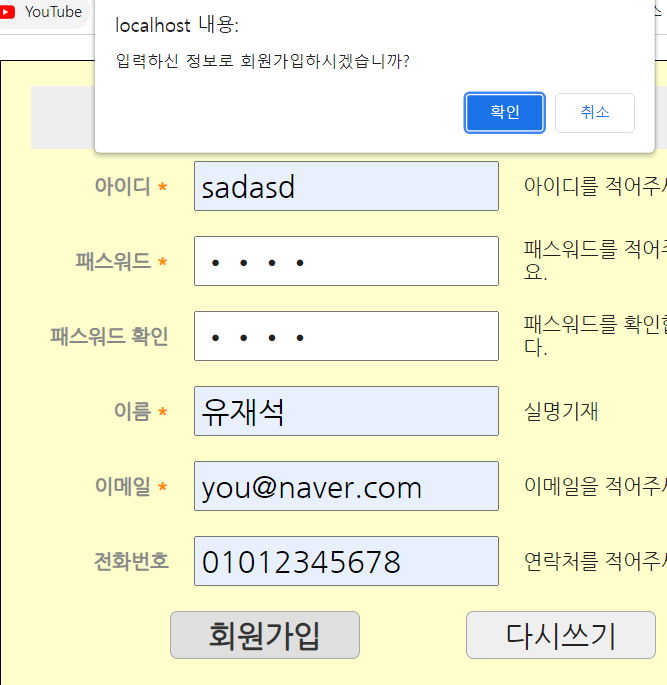 YouTube
localhost 내용:
입력하신 정보로 회원가입하시겠습니까?
확인 취소
아이디 * sadasd 아이디를 적어주
패스워드 * •••• 패스워드를 적어
요.
패스워드 확인 •••• 패스워드를 확인
다.
이름 * 유재석 실명기재
이메일 * you@naver.com 이메일을 적어주
전화번호 01012345678 연락처를 적어주
회원가입 다시쓰기